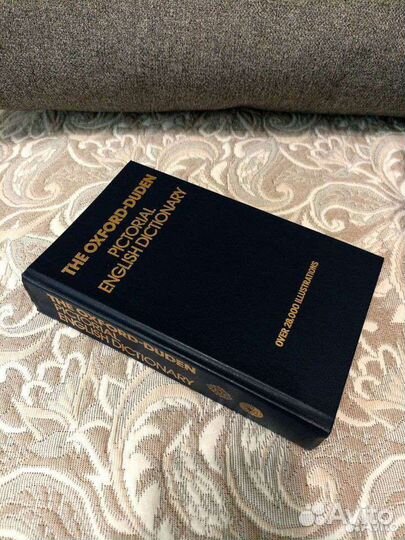 THE OXFORD-DUDEN
PICTORIAL
ENGLISH DICTIONARY
OVER 28,000 ILLUSTRATIONS
THE OXFORD-DUDEN
PICTORIAL
ENGLISH DICTIONARY
Avito